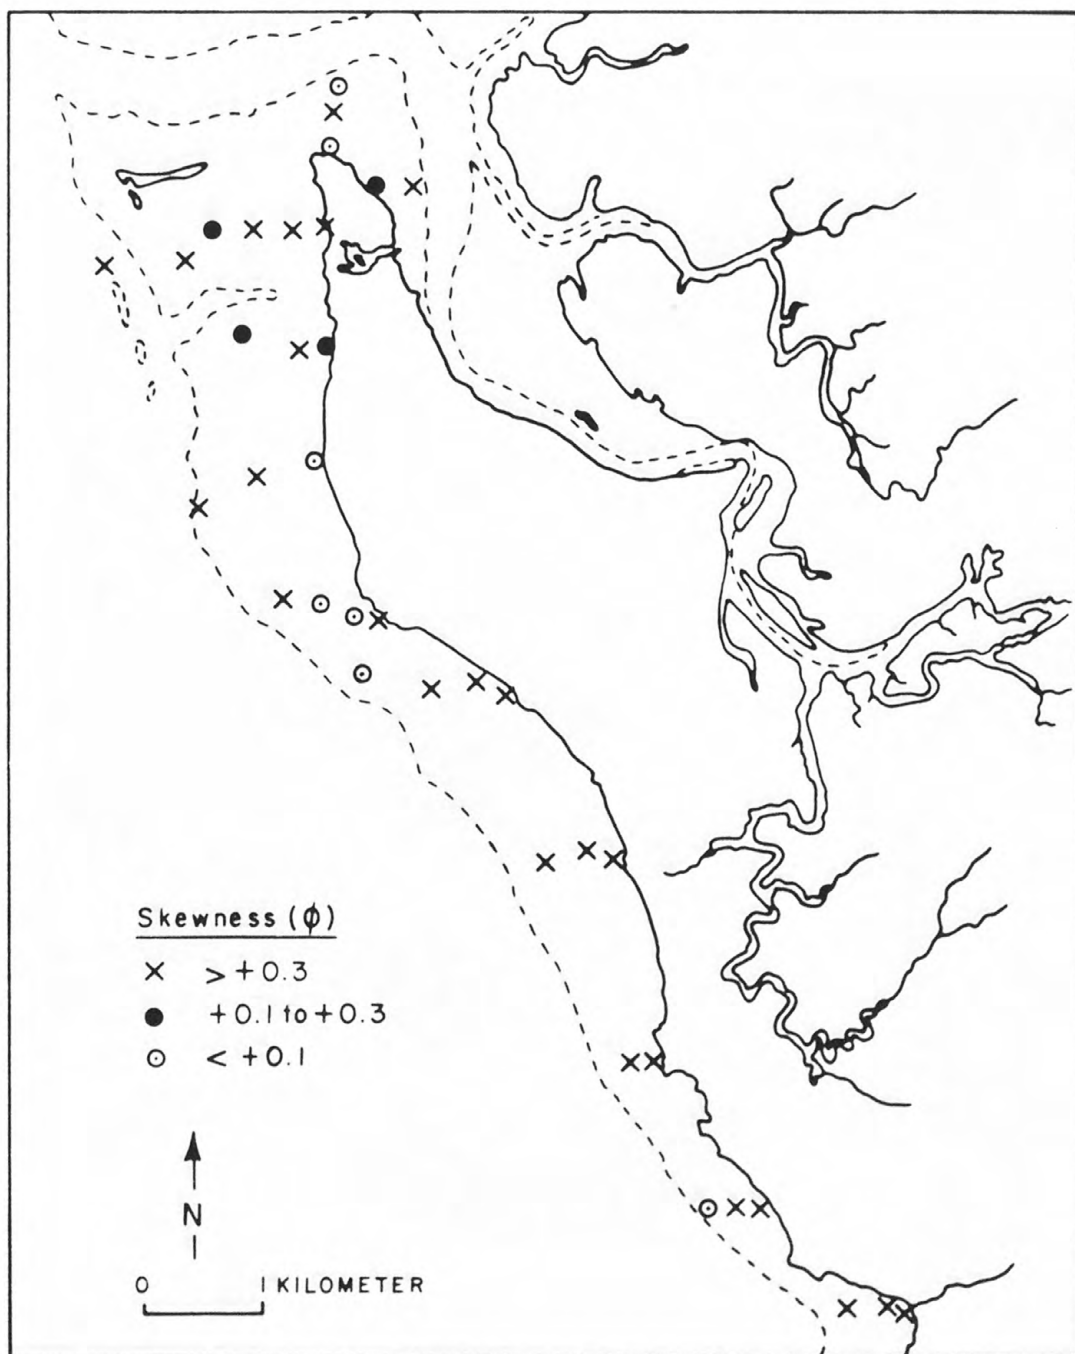 Skewness (ϕ)
> +0.3
+0.1 to +0.3
< +0.1
N
0 1 KILOMETER